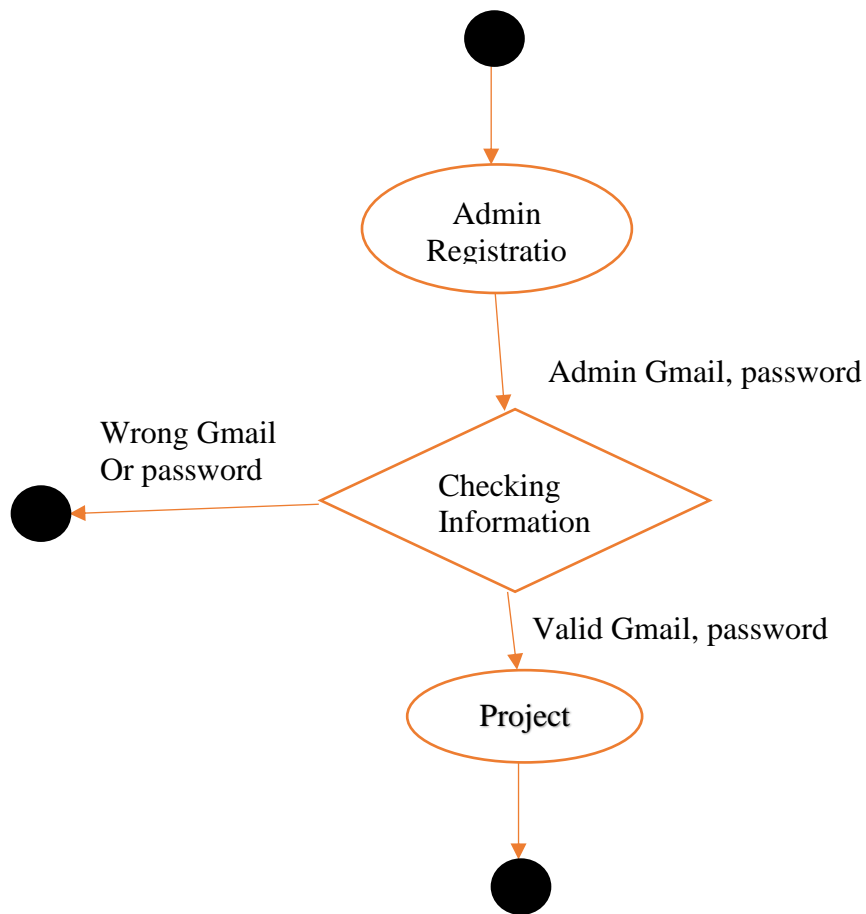 Admin
Registratio
Admin Gmail, password
Wrong Gmail
Or password
Checking
Information
Valid Gmail, password
Project